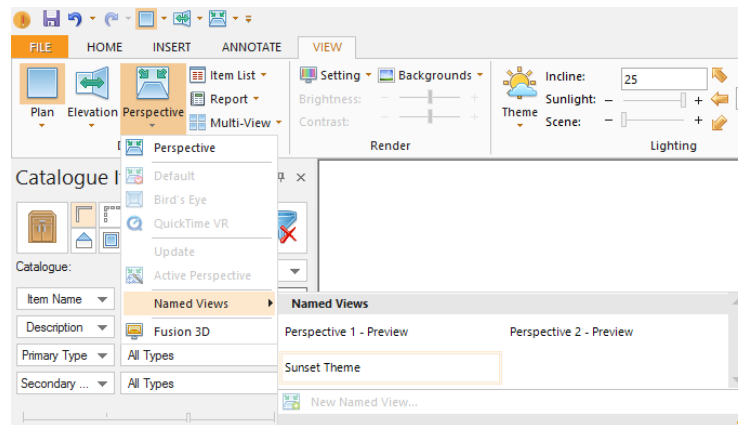 FILE HOME INSERT ANNOTATE VIEW
Item List
Setting Backgrounds
Incline: 25
Report
Brightness:
Sunlight:
Plan Elevation Perspective
Multi-View
Contrast:
Theme
Scene:
Render
Lighting
Perspective
Catalogue
Default
Bird's Eye
QuickTime VR
Update
Catalogue:
Active Perspective
Item Name
Named Views
Named Views
Description
Fusion 3D
Perspective 1 - Preview Perspective 2 - Preview
Primary Type All Types
Sunset Theme
Secondary ... All Types
New Named View...